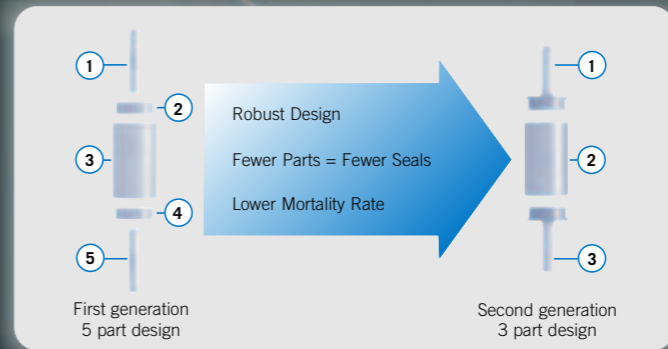 1
2
3
4
5
First generation
5 part design
Robust Design
Fewer Parts = Fewer Seals
Lower Mortality Rate
1
2
3
Second generation
3 part design